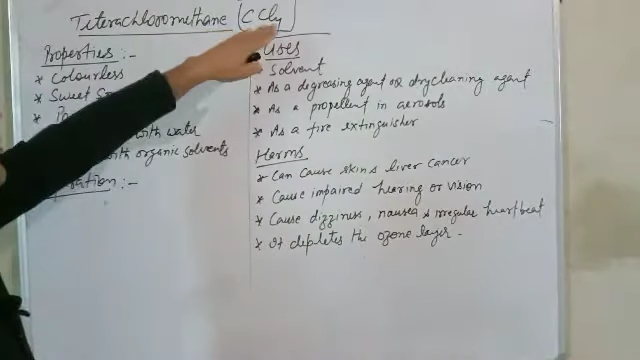 Titerachloromethane (CCl4)
Properties :-
* Colourless
* Sweet
*
with water
with organic solvents
:-
Uses
* Solvent
* As a degreasing agent or drycleaning agent
* As a propellent in aerosols
* As a fire extinguisher
Harms
* Can cause skin & liver cancer
* Cause impaired hearing or vision
* Cause dizziness, nausea & irregular heartbeat
* It depletes the ozone layer -